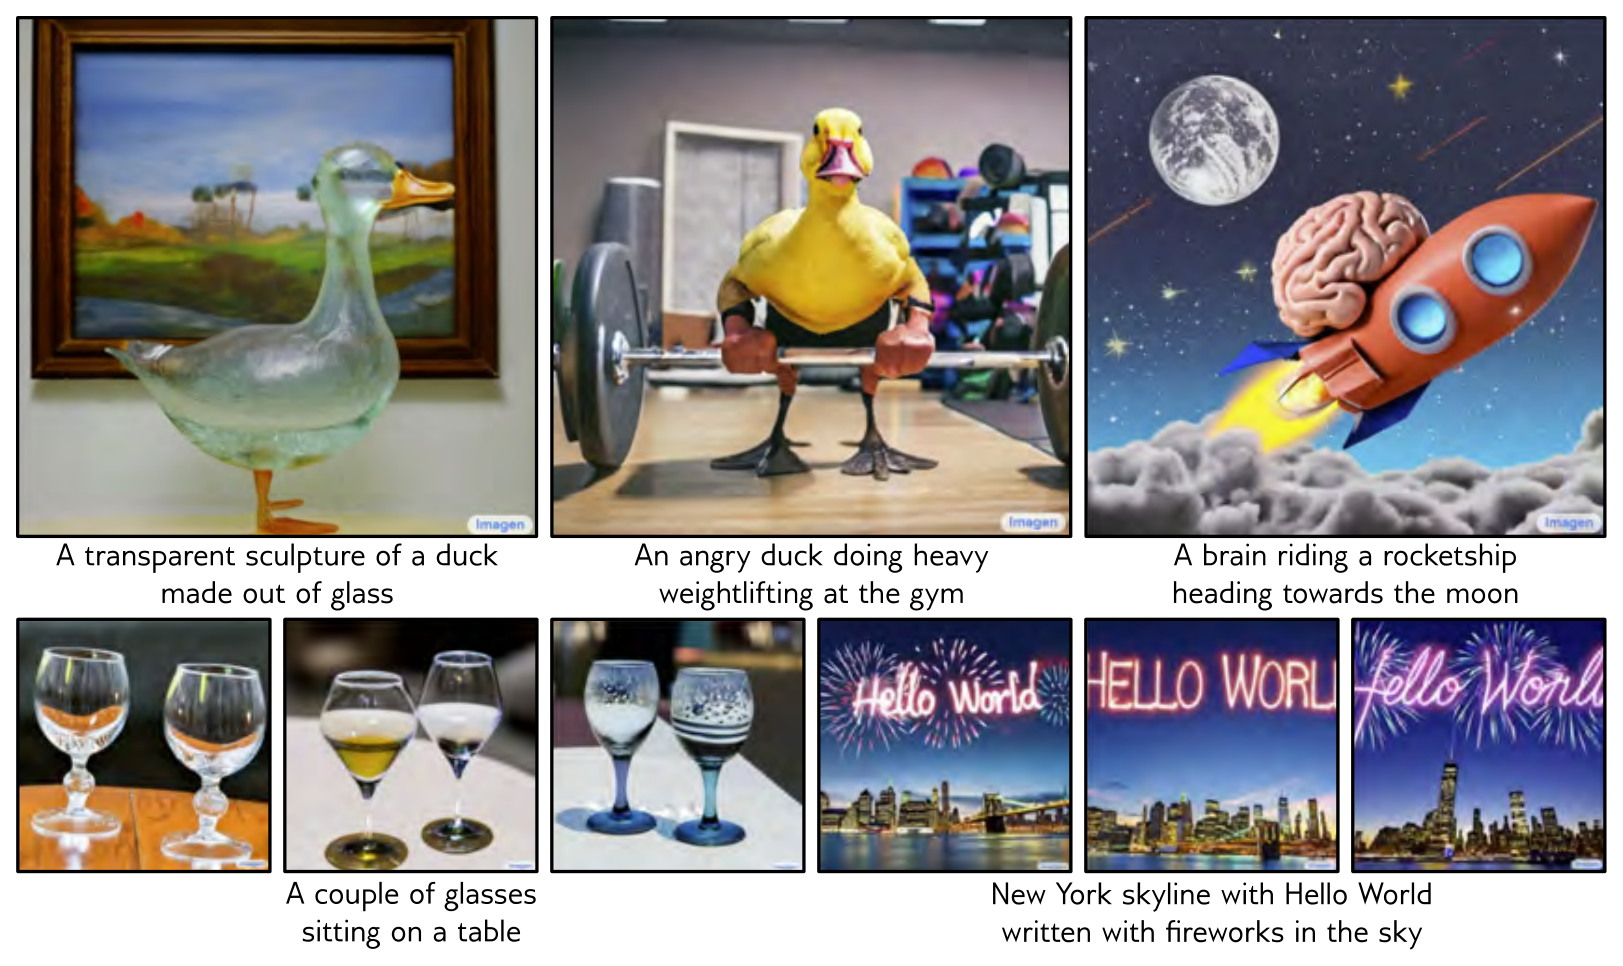 Imagen
Imagen
Imagen
A transparent sculpture of a duck
made out of glass
An angry duck doing heavy
weightlifting at the gym
A brain riding a rocketship
heading towards the moon
Hello World
HELLO WORL
Hello World
A couple of glasses
sitting on a table
New York skyline with Hello World
written with fireworks in the sky